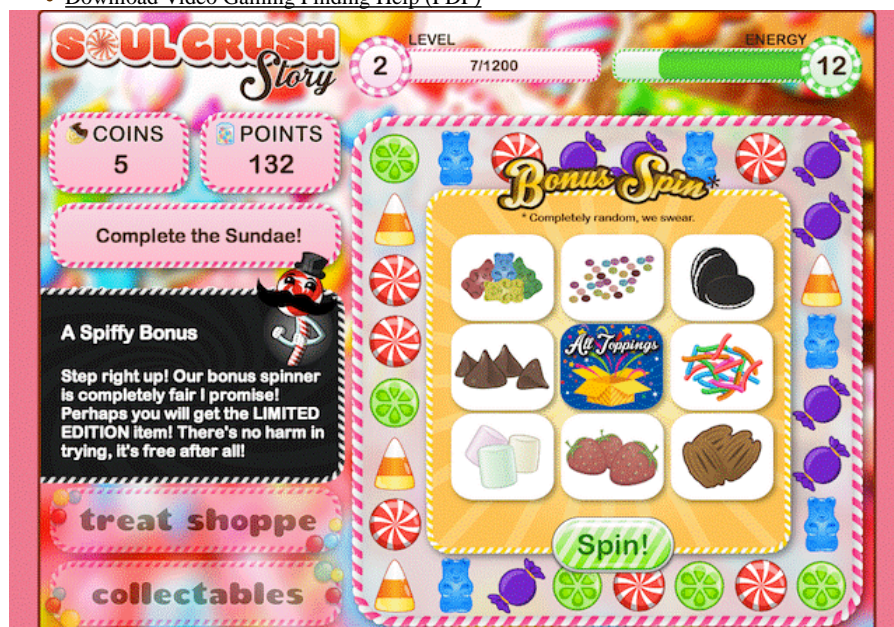 Download Video Gaming Finding Help (PDF)
SOUL CRUSH
Story
LEVEL
2
7/1200
ENERGY
12
COINS
5
POINTS
132
Complete the Sundae!
A Spiffy Bonus
Step right up! Our bonus spinner
is completely fair I promise!
Perhaps you will get the LIMITED
EDITION item! There's no harm in
trying, it's free after all!
treat shoppe
collectables
Bonus Spin*
* Completely random, we swear.
All Toppings
Spin!